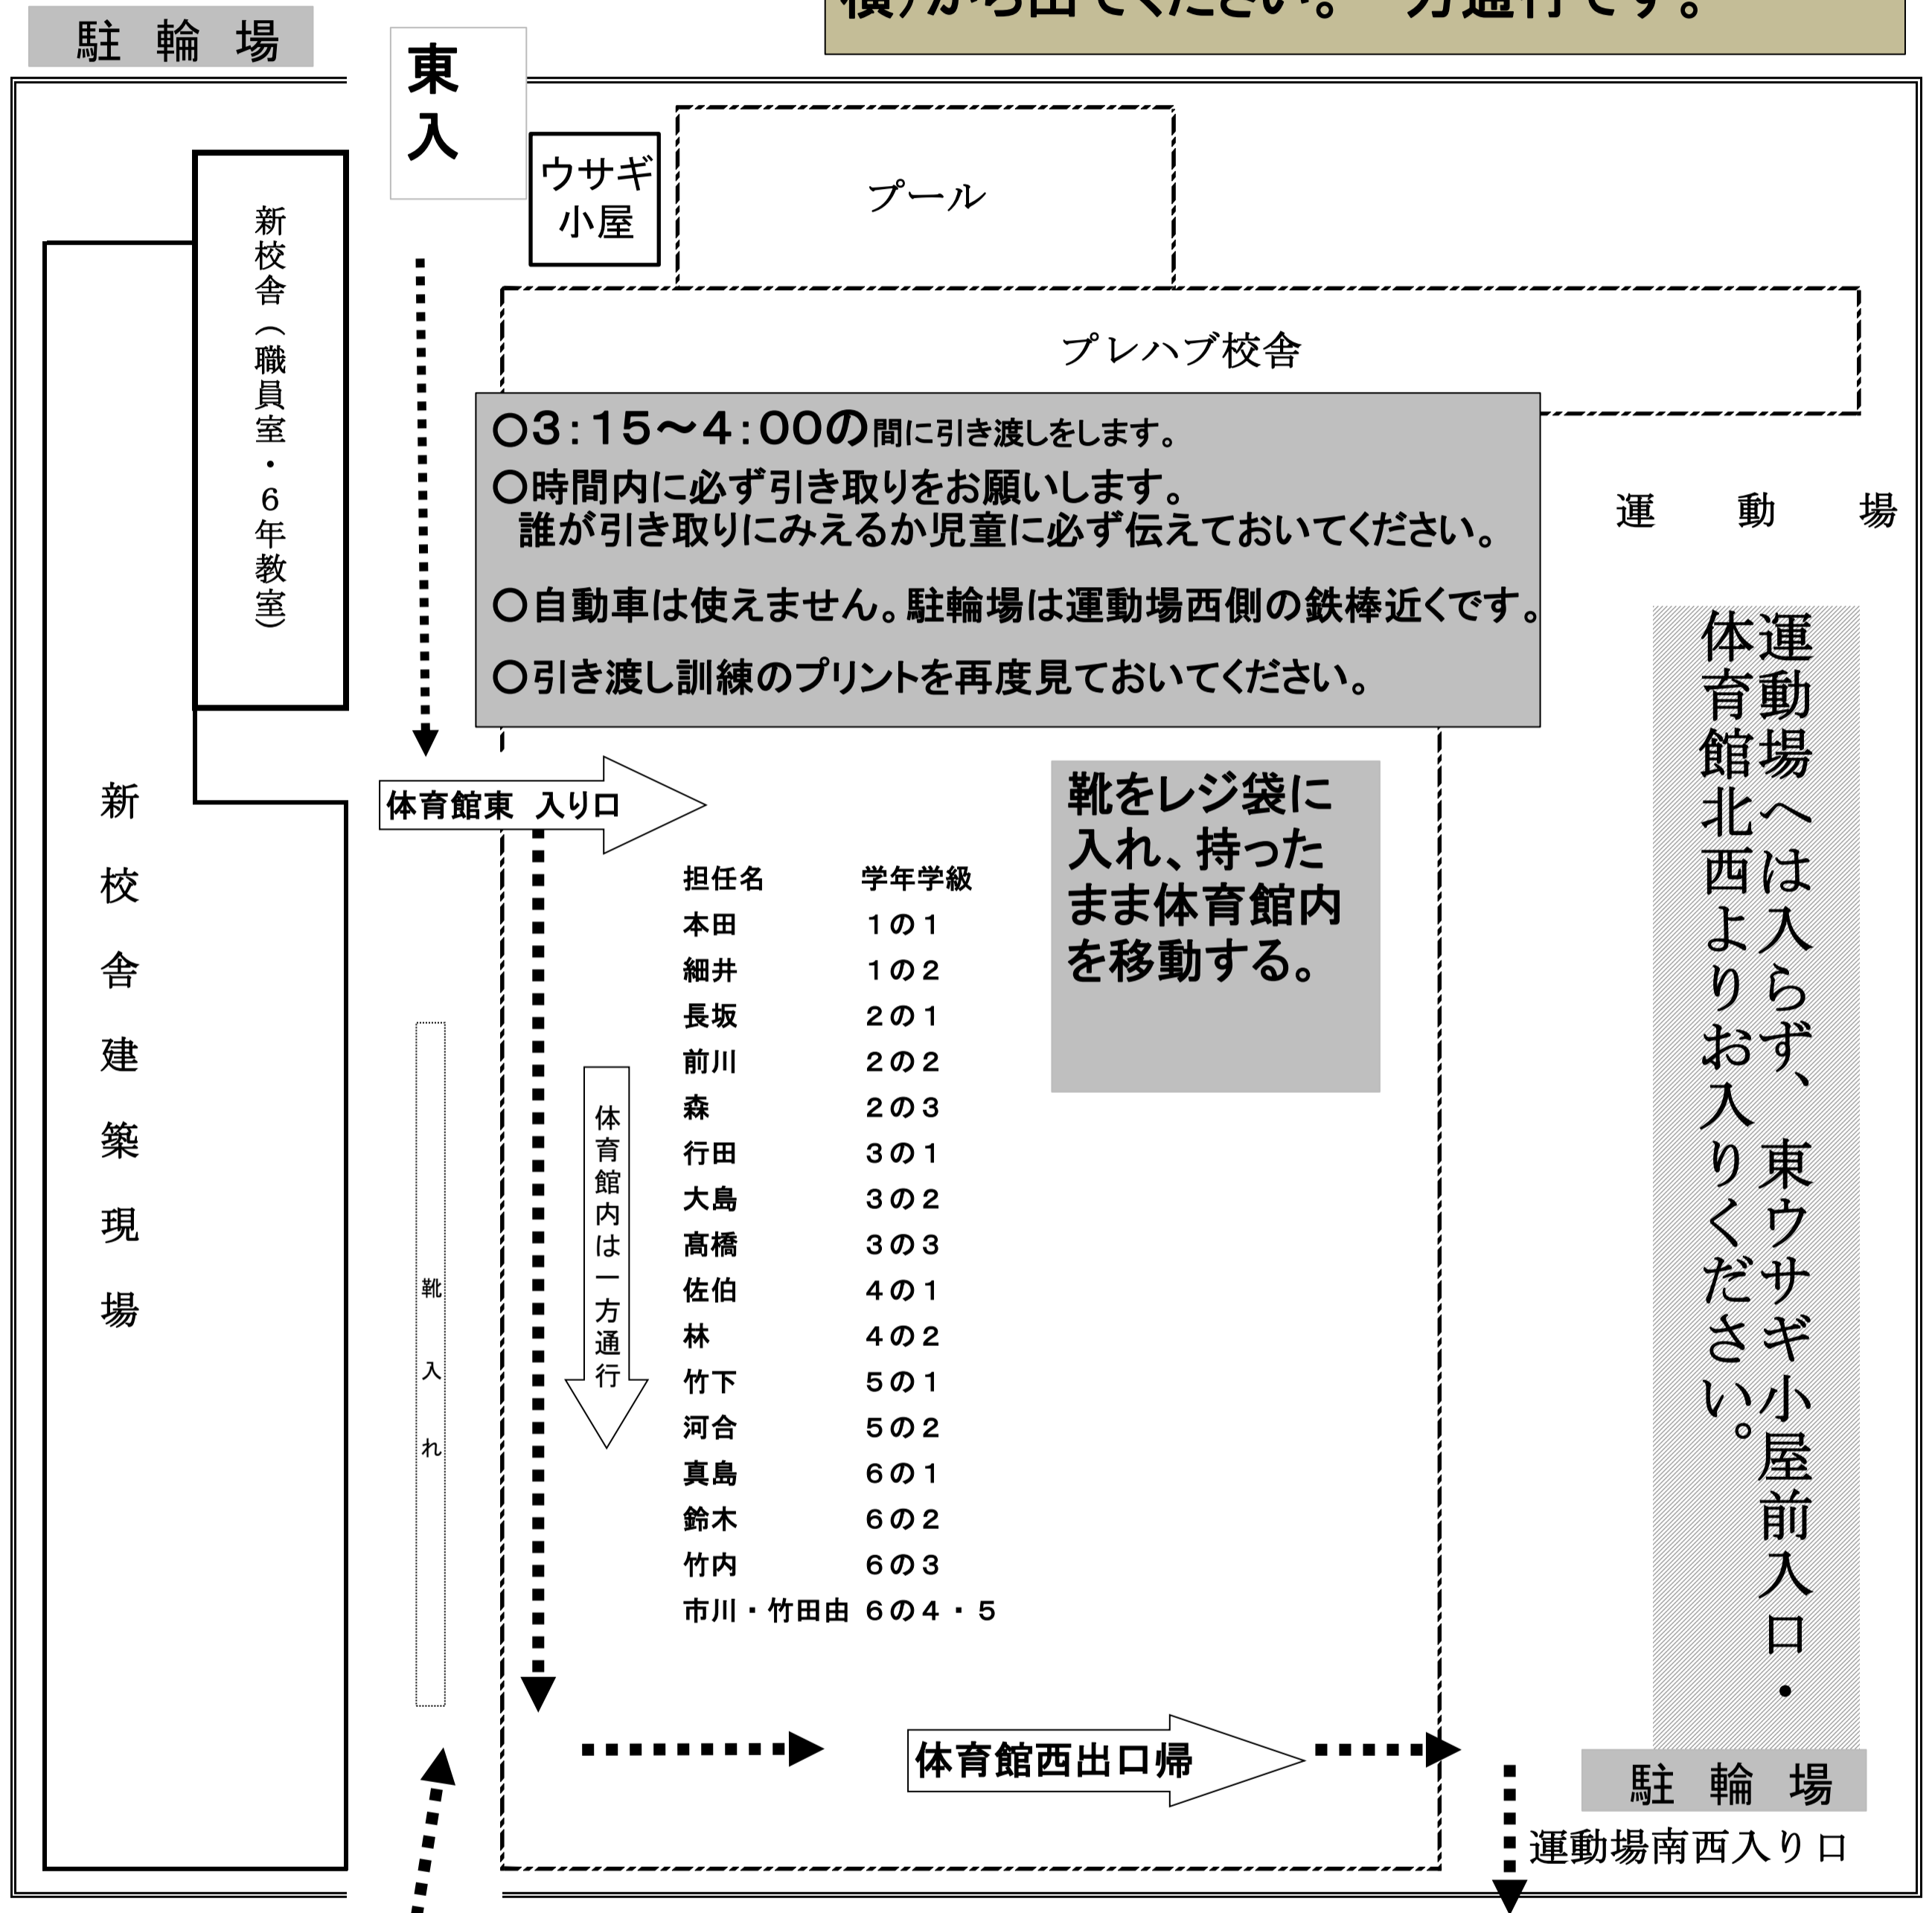 横）から出てください。一方通行です。
駐　輪　場
東
入
ウサギ
小屋
プール
新校舎（職員室・６年教室）
プレハブ校舎
○3：15～4：00の間に引き渡しをします。
○時間内に必ず引き取りをお願いします。
誰が引き取りにみえるか児童に必ず伝えておいてください。
○自動車は使えません。駐輪場は運動場西側の鉄棒近くです。
○引き渡し訓練のプリントを再度見ておいてください。
運　動　場
運動場へは入らず、東ウサギ小屋前入口・
体育館北西よりお入りください。
新校舎建築現場
体育館東　入り口
靴をレジ袋に
入れ、持った
まま体育館内
を移動する。
担任名　学年学級
本田　１の１
細井　１の２
長坂　２の１
前川　２の２
森　２の３
行田　３の１
大島　３の２
髙橋　３の３
佐伯　４の１
林　４の２
竹下　５の１
河合　５の２
真島　６の１
鈴木　６の２
竹内　６の３
市川・竹田由　６の４・５
体育館内は一方通行
靴入れ
体育館西出口帰
駐　輪　場
運動場南西入り口